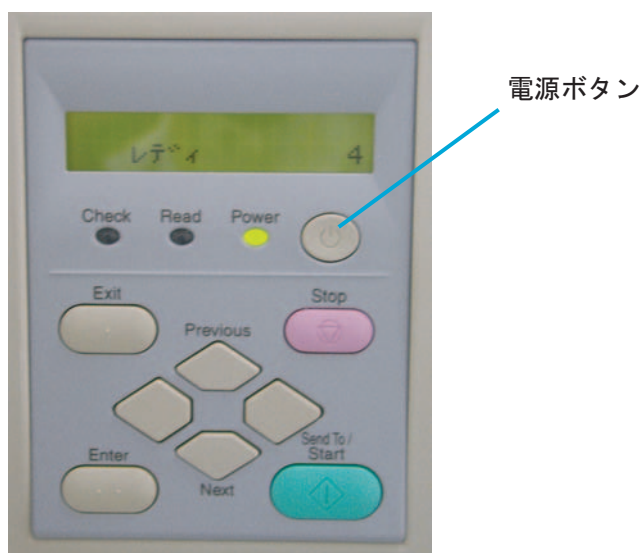 電源ボタン
レディ 4
Check Read Power
Exit Stop
Previous
Enter Send To /
Start
Next